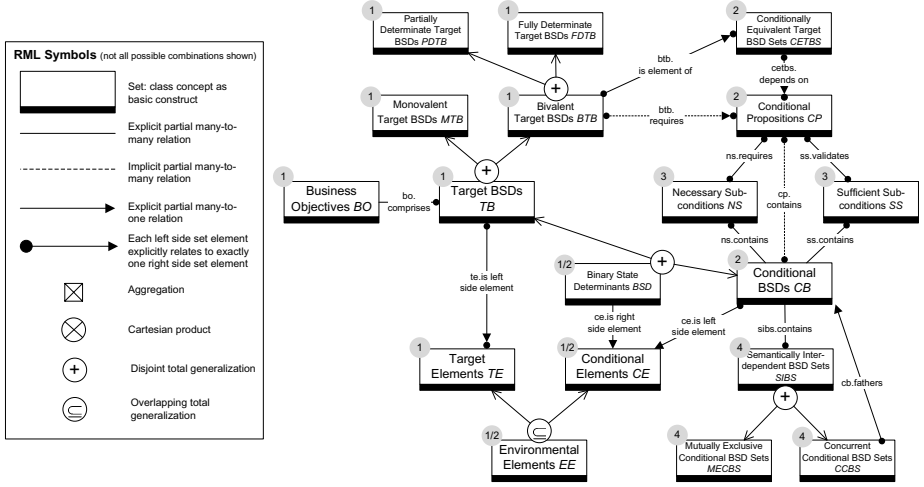 RML Symbols (not all possible combinations shown)
Set: class concept as
basic construct
Explicit partial many-to-
many relation
Implicit partial many-to-
many relation
Explicit partial many-to-
one relation
Each left side set element
explicitly relates to exactly
one right side set element
Aggregation
Cartesian product
+
Disjoint total generalization
Overlapping total
generalization
1
Partially
Determinate Target
BSDs PDTB
1
Fully Determinate
Target BSDs FDTB
2
Conditionally
Equivalent Target
BSD Sets CETBS
btb.
is element of
cetbs.
depends on
+
1
Monovalent
Target BSDs MTB
1
Bivalent
Target BSDs BTB
btb.
requires
2
Conditional
Propositions CP
+
ns.requires
ss.validates
1
Business
Objectives BO
bo.
comprises
1
Target BSDs
TB
3
Necessary Sub-
conditions NS
cp.
contains
3
Sufficient Sub-
conditions SS
ns.contains
ss.contains
te.is left
side element
1/2
Binary State
Determinants BSD
+
2
Conditional
BSDs CB
ce.is right
side element
ce.is left
side element
sibs.contains
1
Target
Elements TE
1/2
Conditional
Elements CE
4
Semantically Inter-
dependent BSD Sets
SIBS
cb.fathers
+
1/2
Environmental
Elements EE
4
Mutually Exclusive
Conditional BSD Sets
MECBS
4
Concurrent
Conditional BSD Sets
CCBS